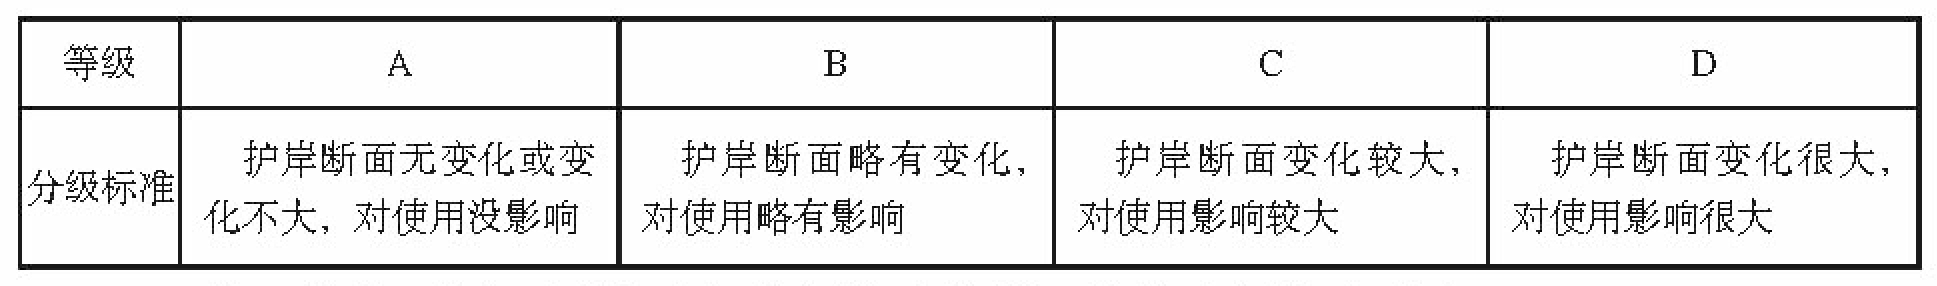 等级
A
B
C
D
分级标准
护岸断面无变化或变
化不大，对使用没影响
护岸断面略有变化，
对使用略有影响
护岸断面变化较大，
对使用影响较大
护岸断面变化很大，
对使用影响很大